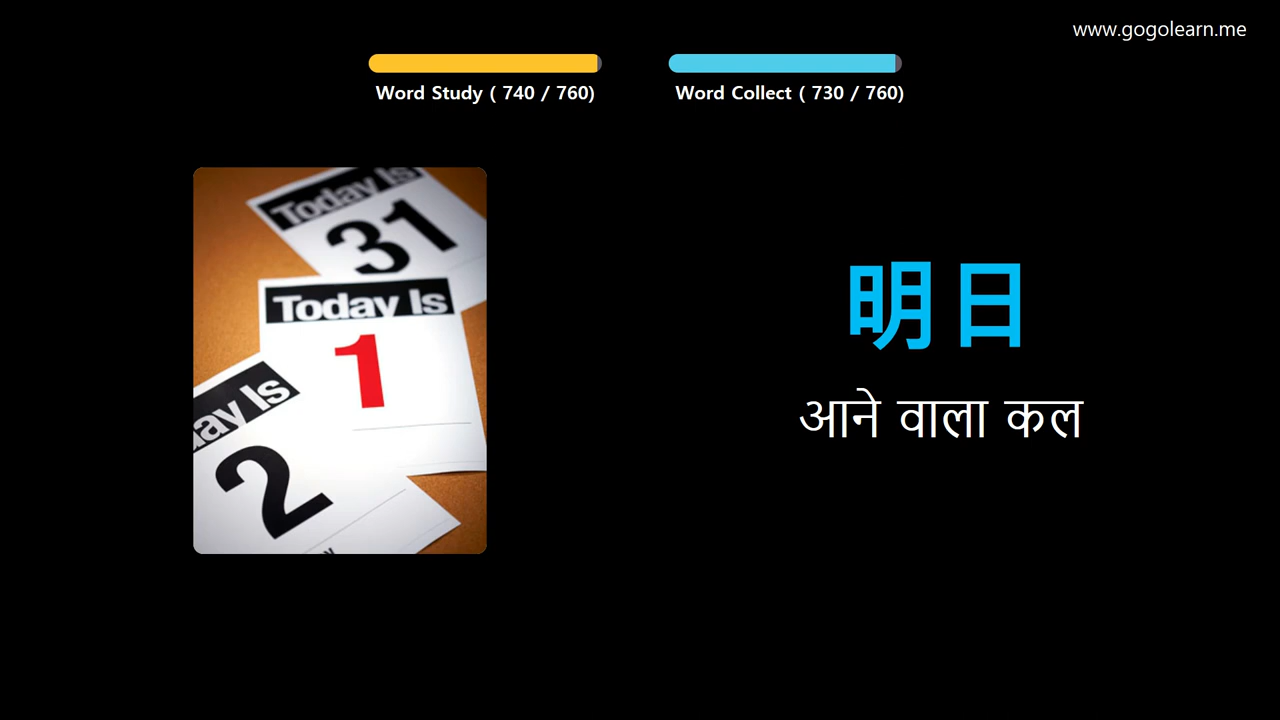 www.gogolearn.me
Word Study ( 740 / 760)
Word Collect ( 730 / 760)
Today Is
31
Today Is
1
ay Is
2
明日
आने वाला कल